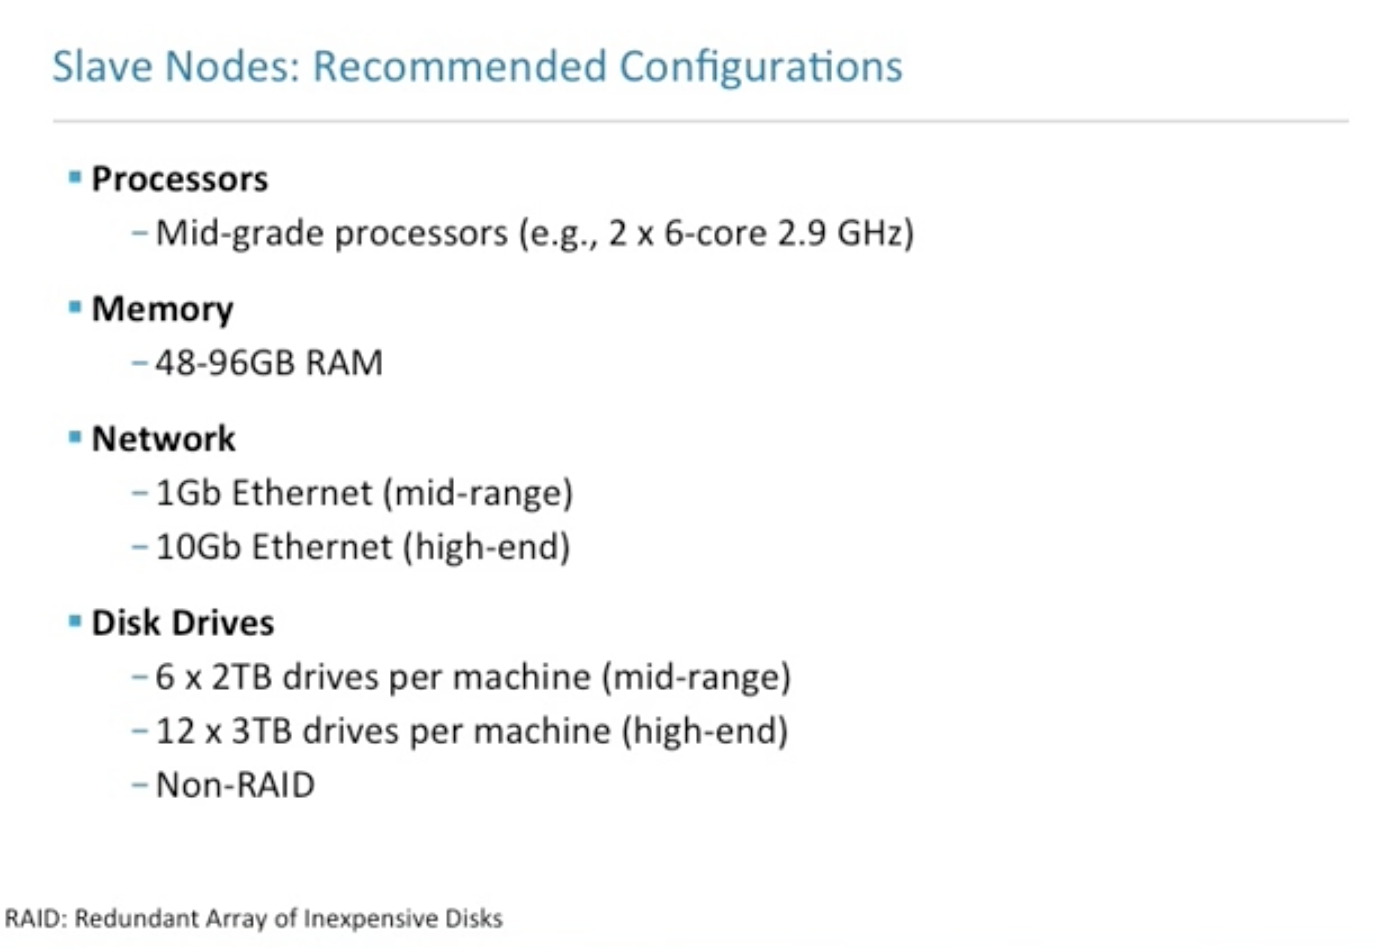 Slave Nodes: Recommended Configurations
▪ Processors
– Mid-grade processors (e.g., 2 x 6-core 2.9 GHz)
▪ Memory
– 48-96GB RAM
▪ Network
– 1Gb Ethernet (mid-range)
– 10Gb Ethernet (high-end)
▪ Disk Drives
– 6 x 2TB drives per machine (mid-range)
– 12 x 3TB drives per machine (high-end)
– Non-RAID
RAID: Redundant Array of Inexpensive Disks